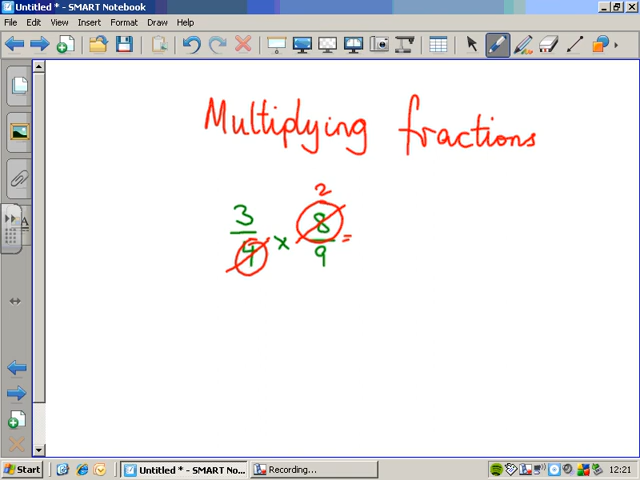 Untitled * - SMART Notebook
File Edit View Insert Format Draw Help
Multiplying fractions
2
3 8
— × — =
4 9
Start Untitled * - SMART No... Recording... 12:21